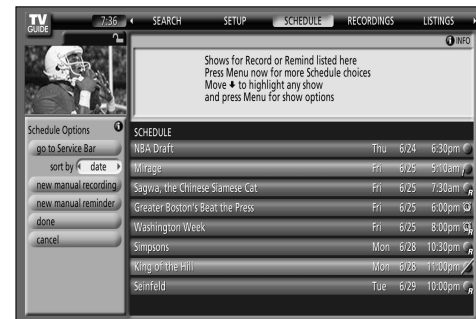 TV GUIDE
7:36
SEARCH SETUP SCHEDULE RECORDINGS LISTINGS
INFO
Shows for Record or Remind listed here
Press Menu now for more Schedule choices
Move to highlight any show
and press Menu for show options
Schedule Options
go to Service Bar
sort by date
new manual recording
new manual reminder
done
cancel
SCHEDULE
NBA Draft Thu 6/24 6:30pm
Mirage Fri 6/25 5:10am
Sagwa, the Chinese Siamese Cat Fri 6/25 7:30am R
Greater Boston's Beat the Press Fri 6/25 6:00pm
Washington Week Fri 6/25 8:00pm R
Simpsons Mon 6/28 10:30pm R
King of the Hill Mon 6/28 11:00pm
Seinfeld Tue 6/29 10:00pm R